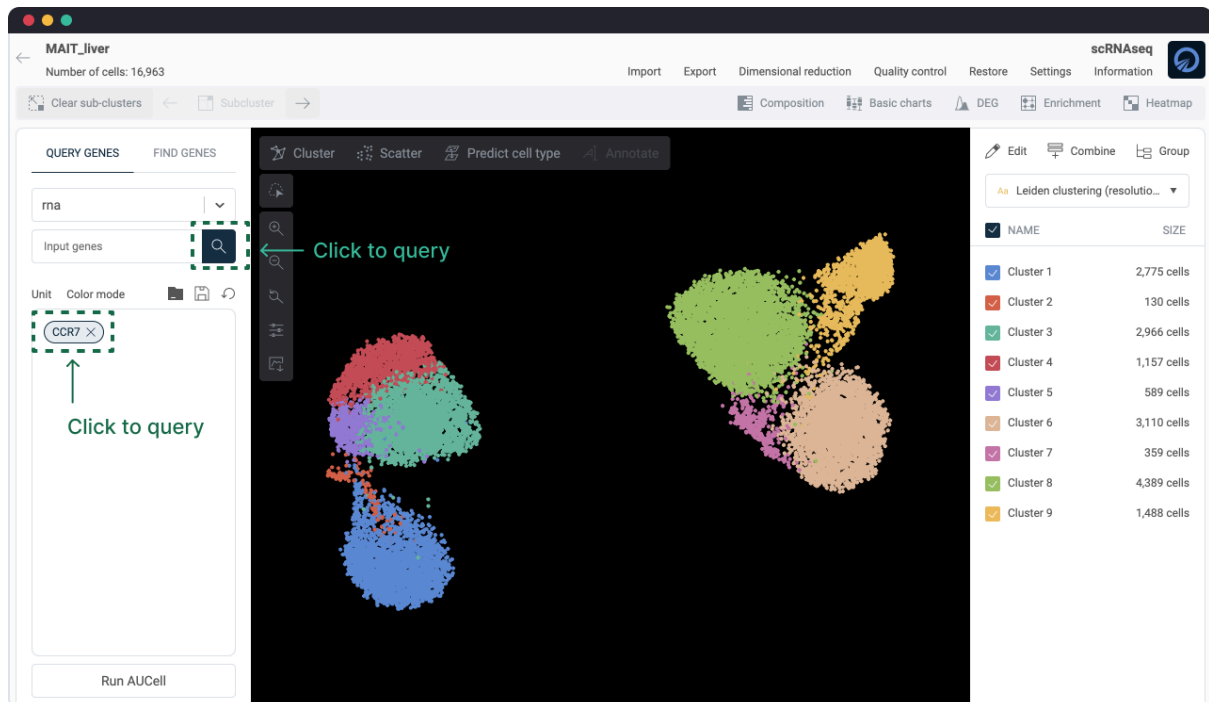 MAIT_liver
scRNAseq
Number of cells: 16,963
Import Export Dimensional reduction Quality control Restore Settings Information
Clear sub-clusters Subcluster
Composition Basic charts DEG Enrichment Heatmap
QUERY GENES FIND GENES
Cluster Scatter Predict cell type Annotate
Edit Combine Group
rna
Aa Leiden clustering (resolutio...
Input genes
Click to query
NAME SIZE
Unit Color mode
CCR7
Click to query
Cluster 1 2,775 cells
Cluster 2 130 cells
Cluster 3 2,966 cells
Cluster 4 1,157 cells
Cluster 5 589 cells
Cluster 6 3,110 cells
Cluster 7 359 cells
Cluster 8 4,389 cells
Cluster 9 1,488 cells
Run AUCell